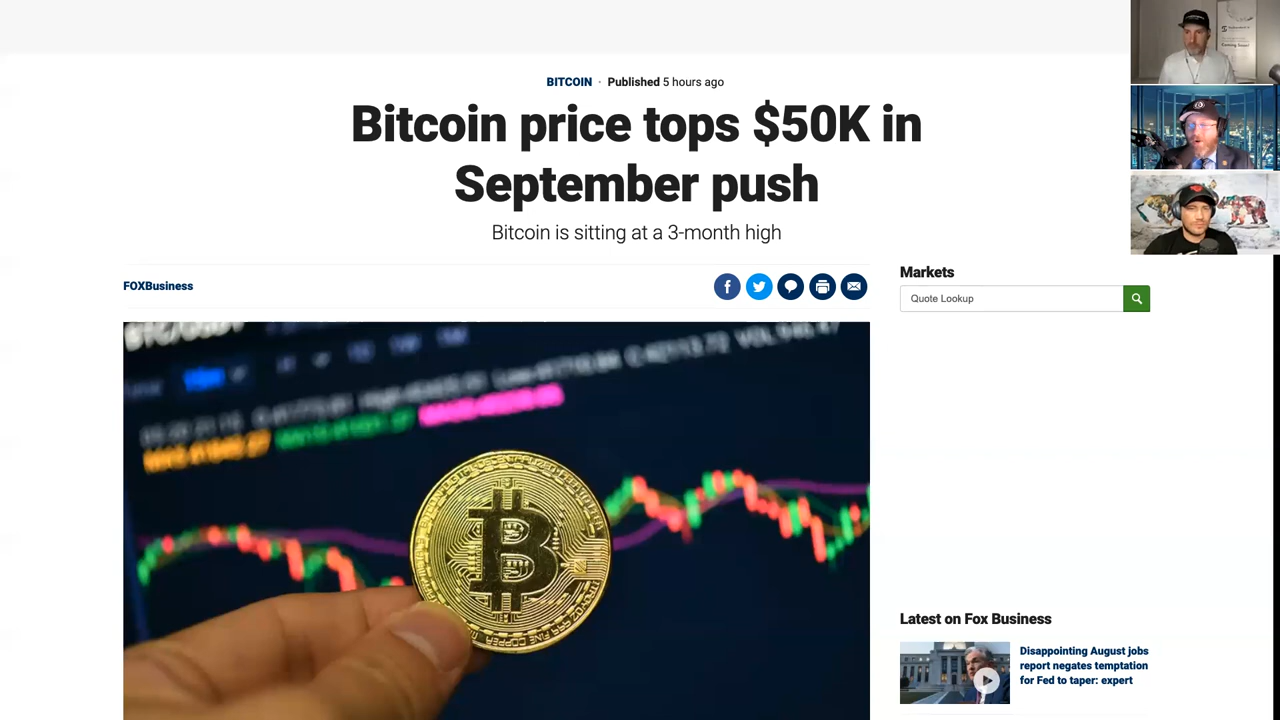 BITCOIN · Published 5 hours ago
Bitcoin price tops $50K in
September push
Bitcoin is sitting at a 3-month high
FOXBusiness
Markets
Quote Lookup
Latest on Fox Business
Disappointing August jobs
report negates temptation
for Fed to taper: expert